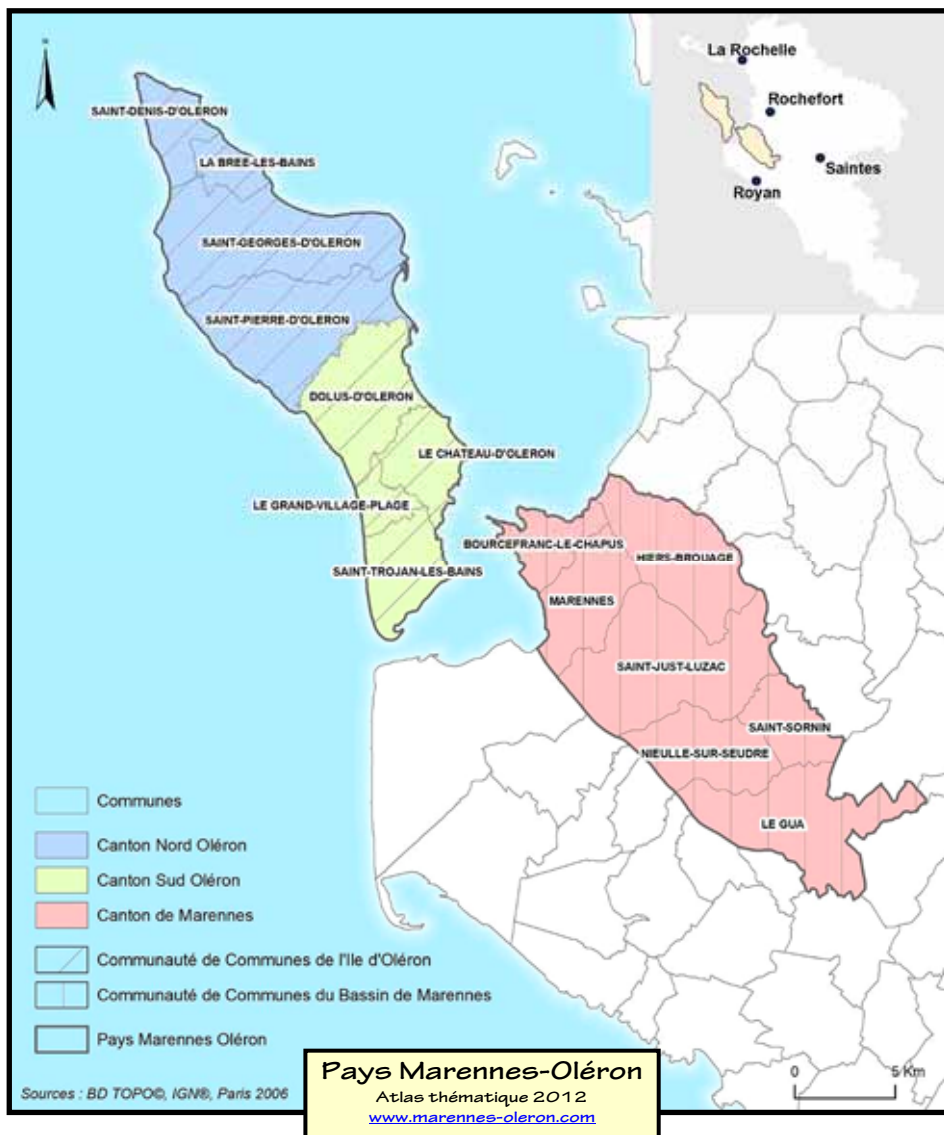 N
La Rochelle
Rochefort
Saintes
Royan
SAINT-DENIS-D'OLERON
LA BREE-LES-BAINS
SAINT-GEORGES-D'OLERON
SAINT-PIERRE-D'OLERON
DOLUS-D'OLERON
LE CHATEAU-D'OLERON
LE GRAND-VILLAGE-PLAGE
SAINT-TROJAN-LES-BAINS
BOURCEFRANC-LE-CHAPUS
HIERS-BROUAGE
MARENNES
SAINT-JUST-LUZAC
SAINT-SORNIN
NIEULLE-SUR-SEUDRE
LE GUA
Communes
Canton Nord Oléron
Canton Sud Oléron
Canton de Marennes
Communauté de Communes de l'Ile d'Oléron
Communauté de Communes du Bassin de Marennes
Pays Marennes Oléron
Sources : BD TOPO©, IGN®, Paris 2006
0 5 Km
Pays Marennes-Oléron
Atlas thématique 2012
www.marennes-oleron.com